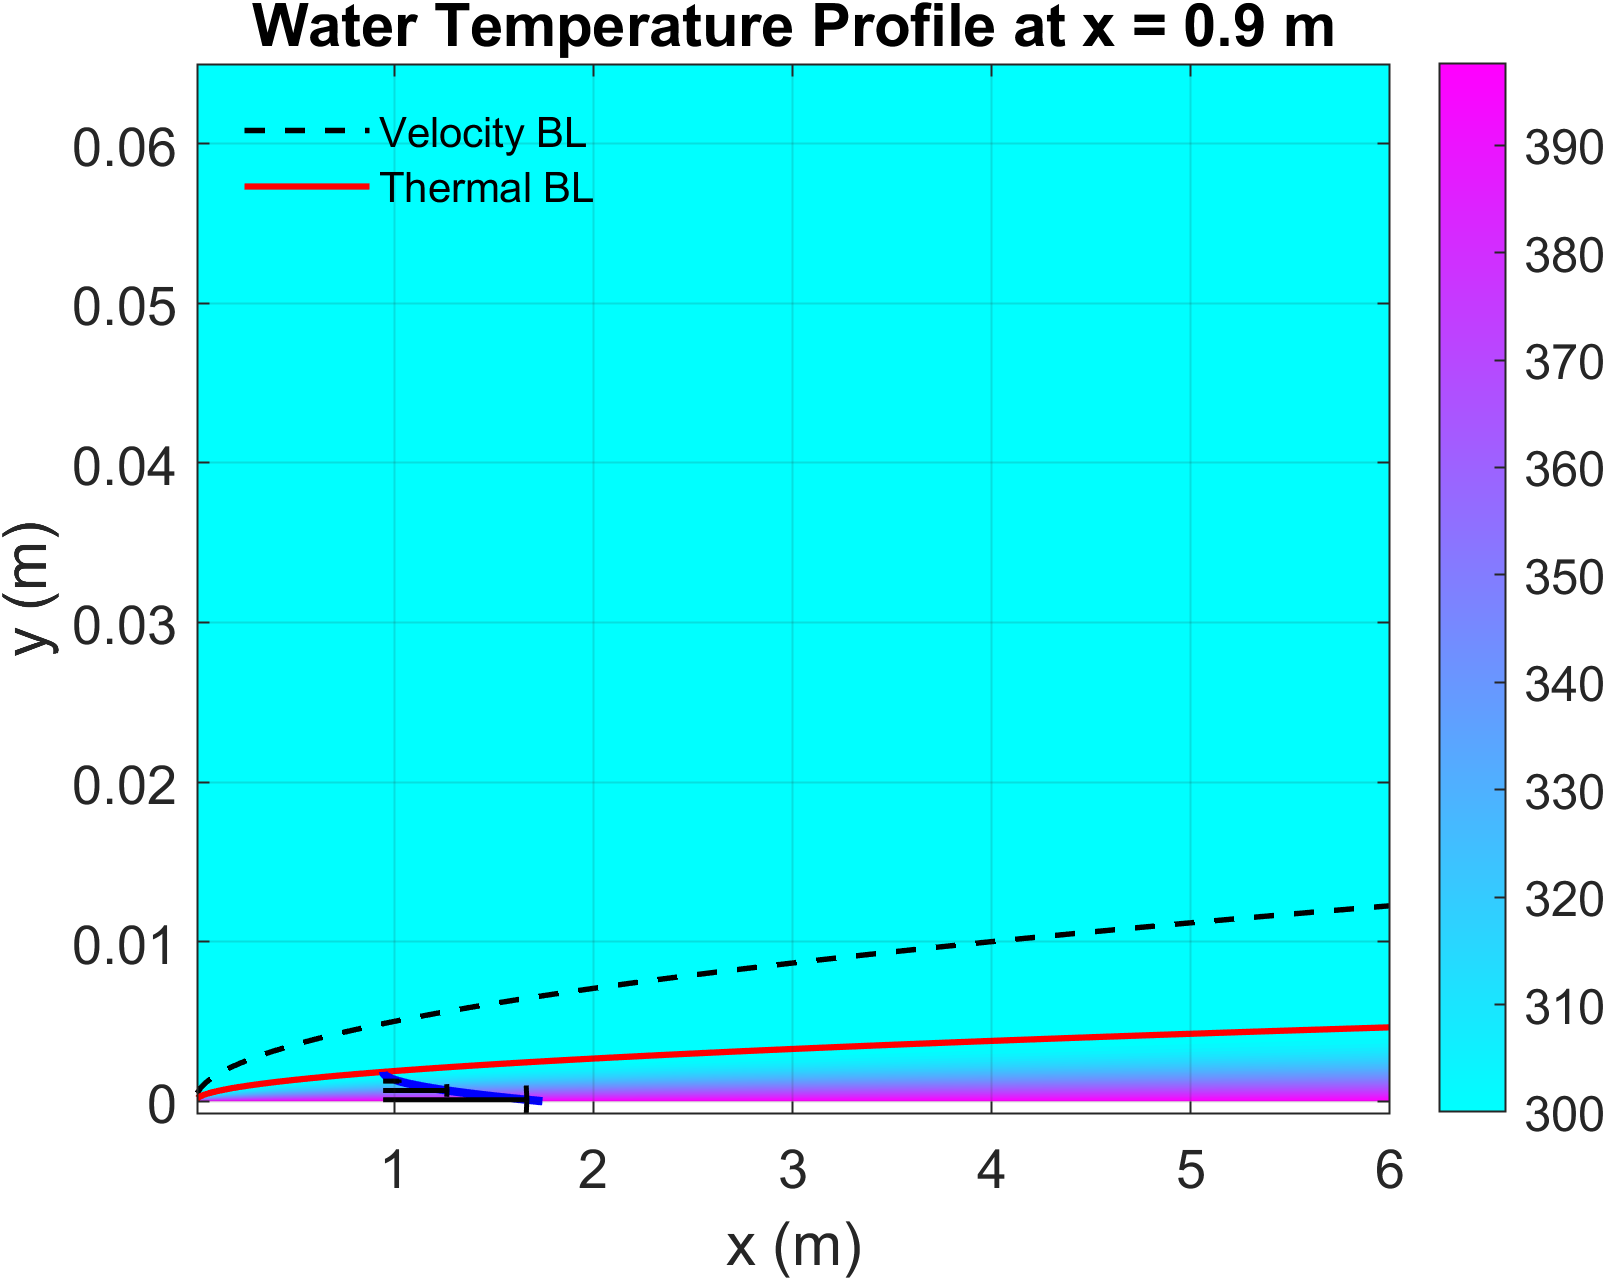 Water Temperature Profile at x = 0.9 m
Velocity BL
Thermal BL
y (m)
0.06
0.05
0.04
0.03
0.02
0.01
0
1 2 3 4 5 6
x (m)
390
380
370
360
350
340
330
320
310
300